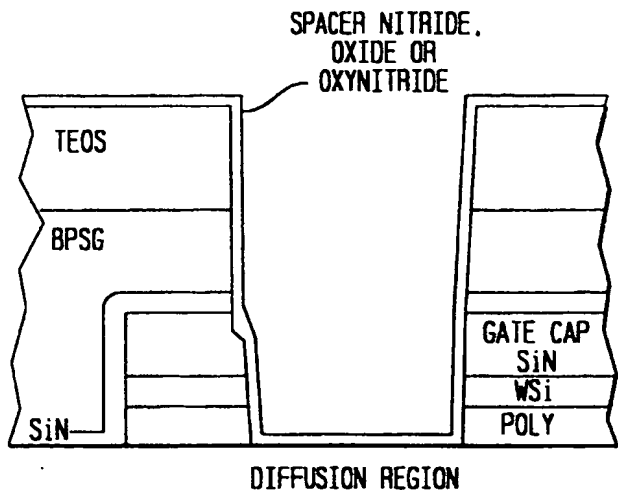 SPACER NITRIDE,
OXIDE OR
OXYNITRIDE
TEOS
BPSG
GATE CAP
SiN
WSi
POLY
SiN
DIFFUSION REGION